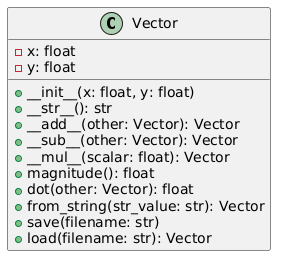 C Vector
x: float
y: float
__init__(x: float, y: float)
__str__(): str
__add__(other: Vector): Vector
__sub__(other: Vector): Vector
__mul__(scalar: float): Vector
magnitude(): float
dot(other: Vector): float
from_string(str_value: str): Vector
save(filename: str)
load(filename: str): Vector